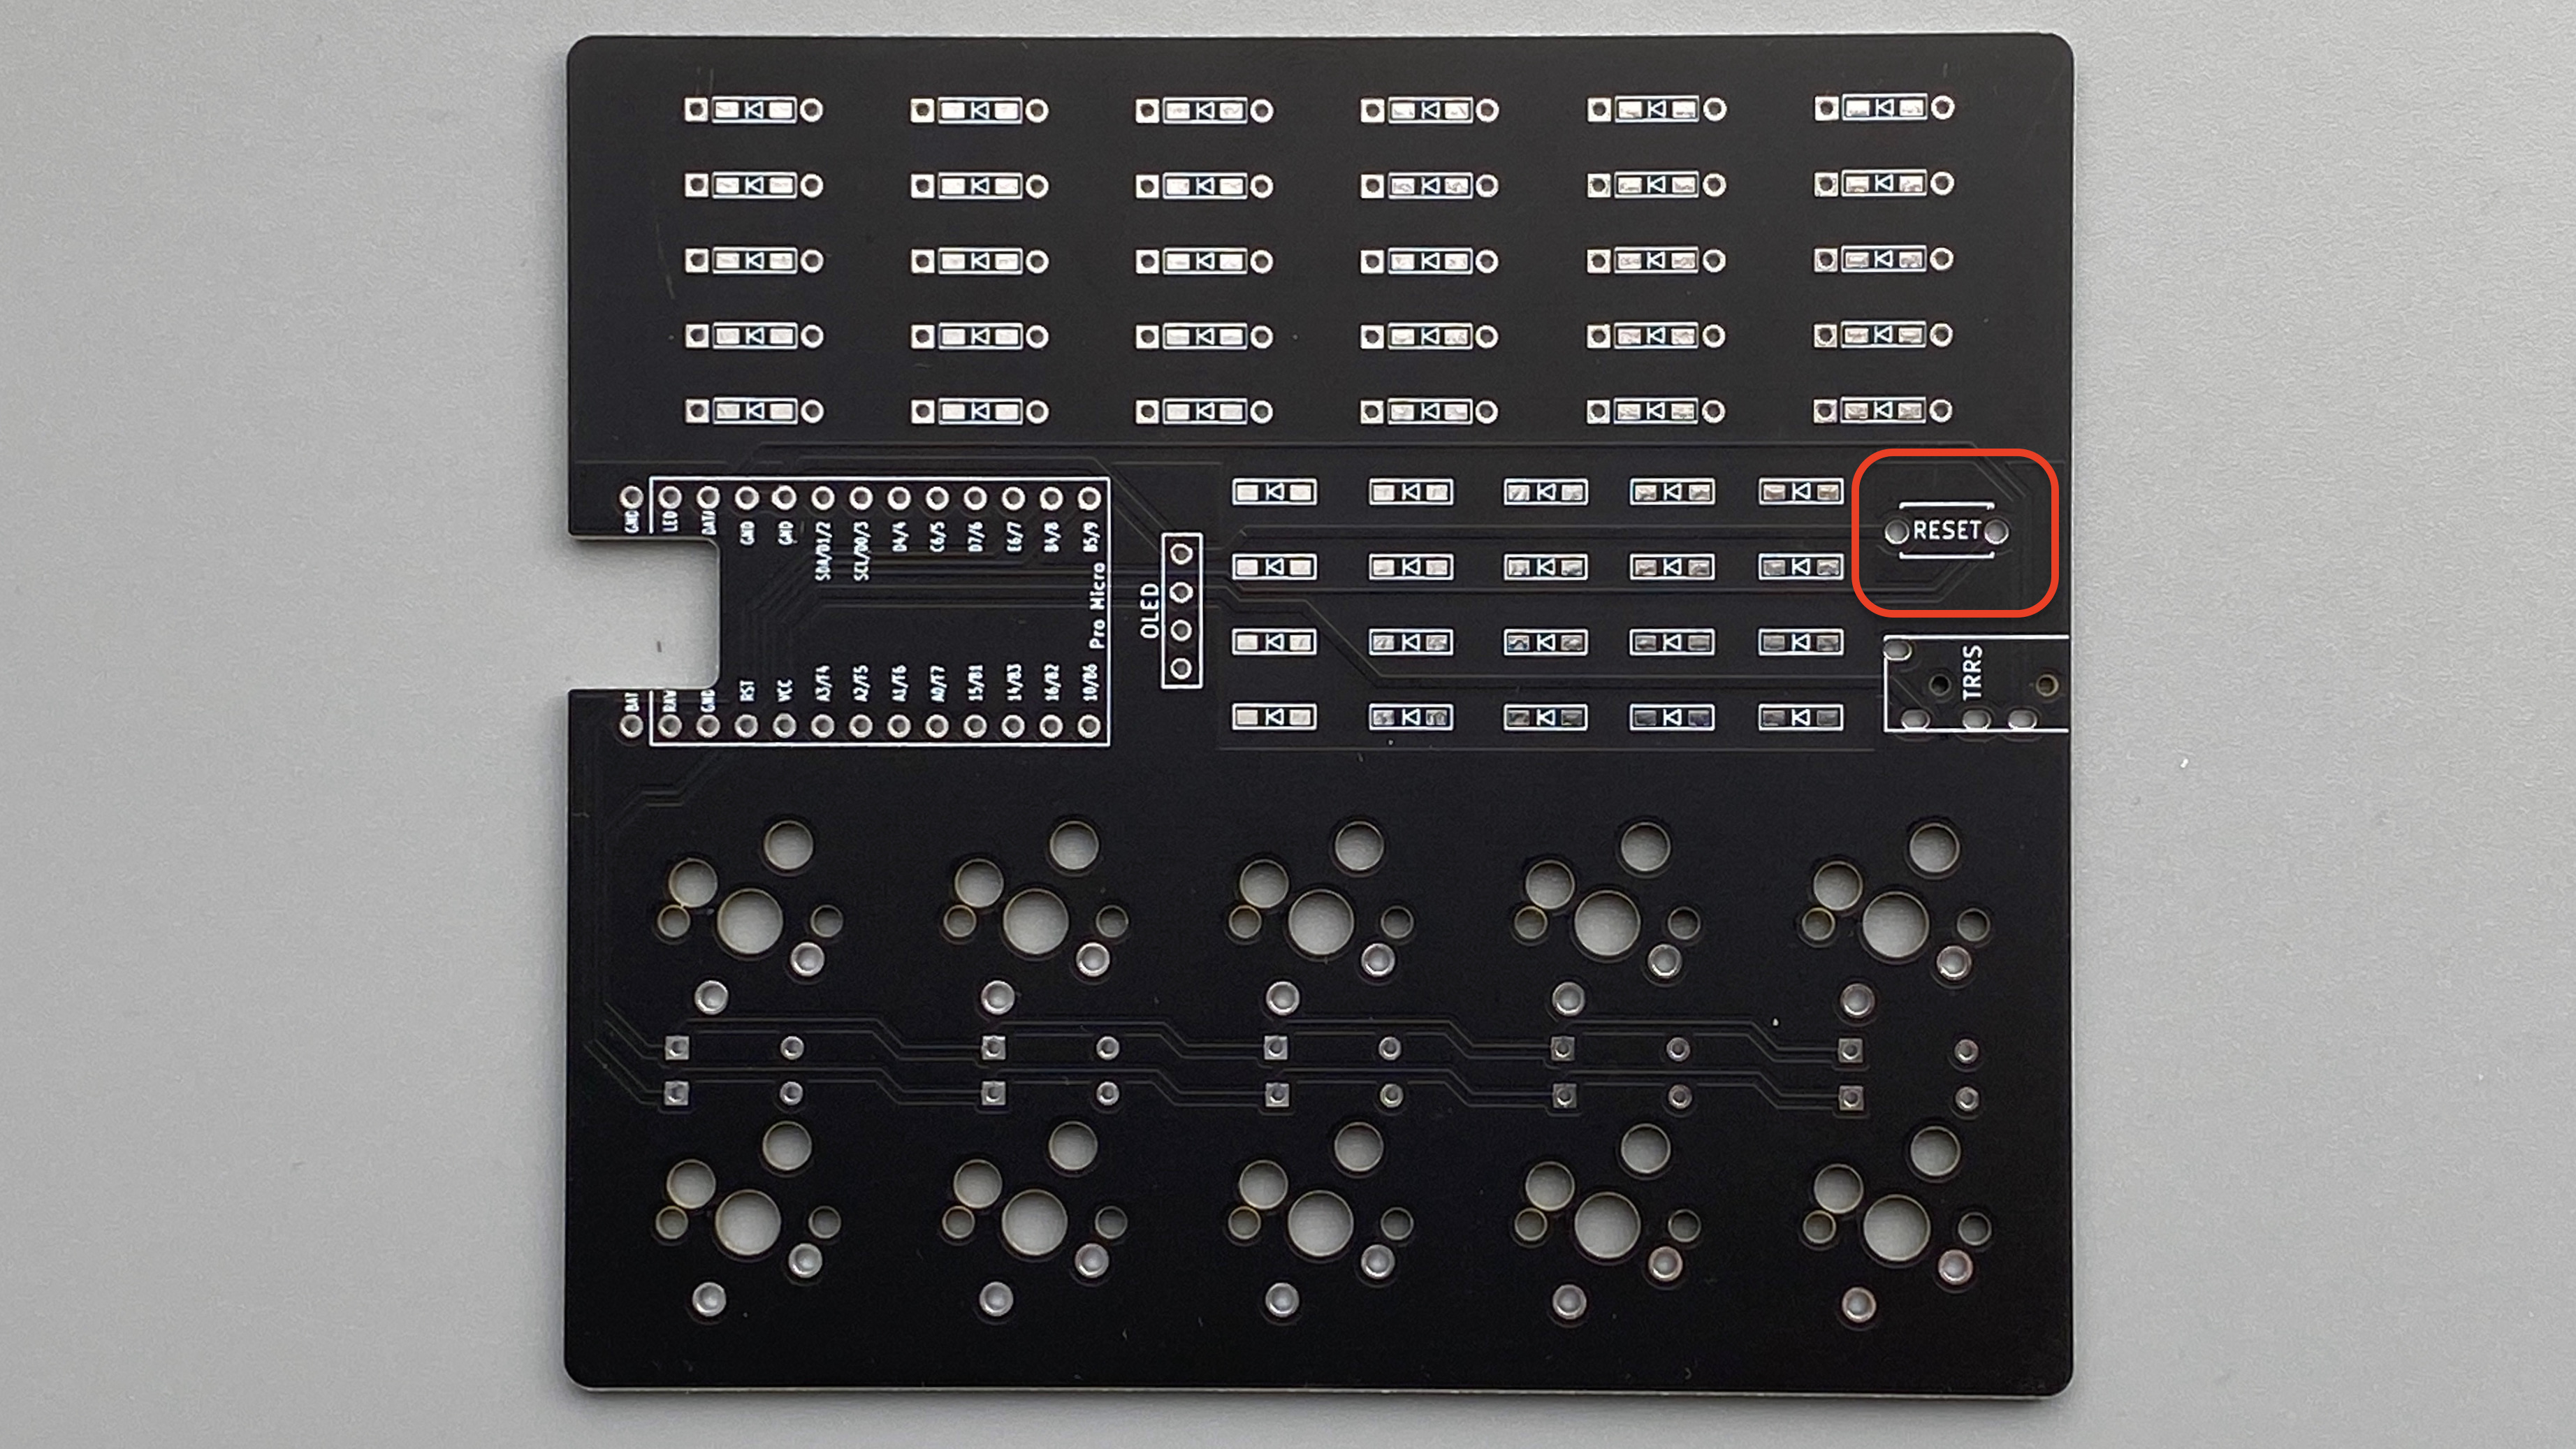 GND
LED
DATA
GND
GND
SDA/D1/2
SCL/D0/3
D4/4
C6/5
D7/6
E6/7
B4/8
B5/9
RESET
OLED
Pro Micro
TRRS
BAT
RAW
GND
RST
VCC
A3/F4
A2/F5
A1/F6
A0/F7
15/B1
14/B3
16/B2
10/B6